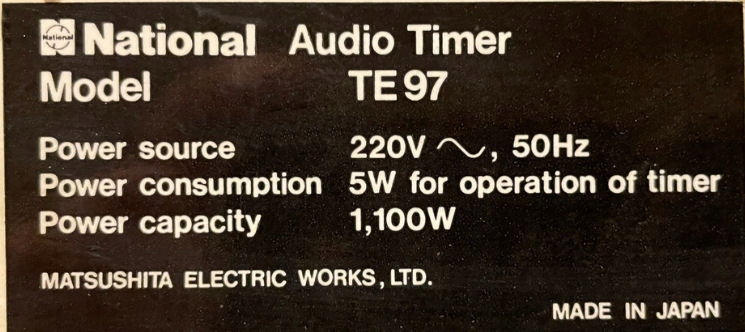 National National Audio Timer
Model TE 97
Power source 220V ～, 50Hz
Power consumption 5W for operation of timer
Power capacity 1,100W
MATSUSHITA ELECTRIC WORKS, LTD.
MADE IN JAPAN